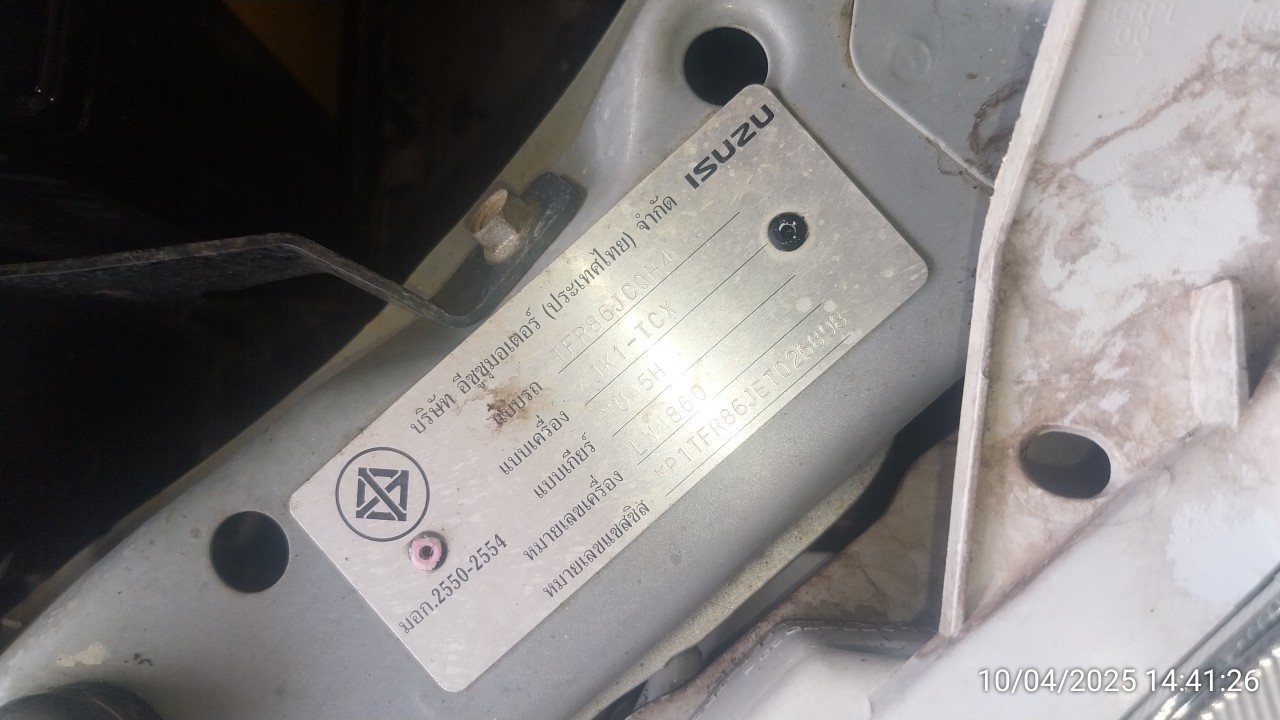 ISUZU
บริษัท อีซูซุมอเตอร์ (ประเทศไทย) จำกัด
แบบรถ TFR86JCQH4
แบบเครื่อง 4JK1-TCX
แบบเกียร์
หมายเลขเครื่อง
หมายเลขแชสซีส MP1TFR86JET026898
มอก.2550-2554
10/04/2025 14:41:26